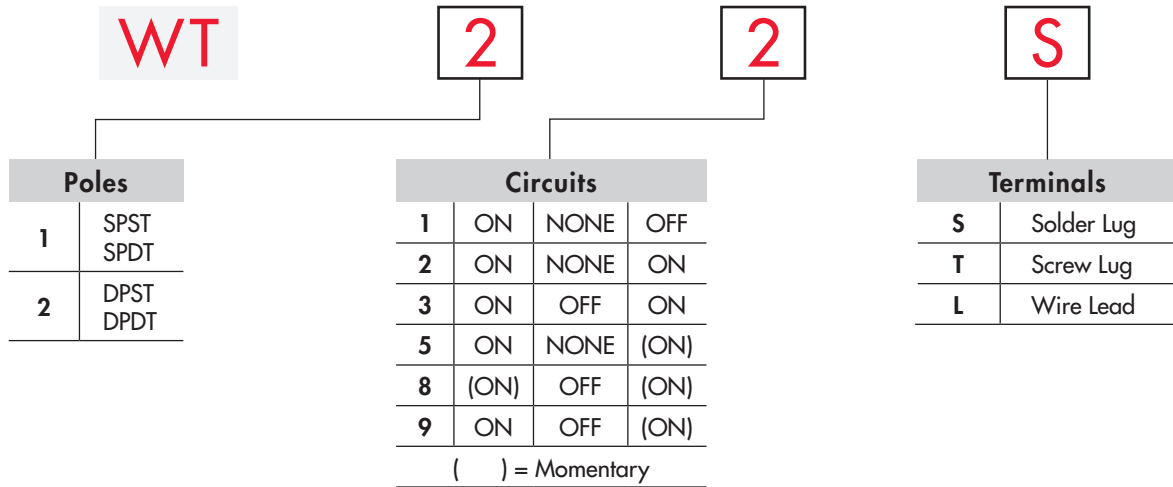 WT 2 2 S
Poles
1 SPST
SPDT
2 DPST
DPDT
Circuits
1 ON NONE OFF
2 ON NONE ON
3 ON OFF ON
5 ON NONE (ON)
8 (ON) OFF (ON)
9 ON OFF (ON)
( ) = Momentary
Terminals
S Solder Lug
T Screw Lug
L Wire Lead